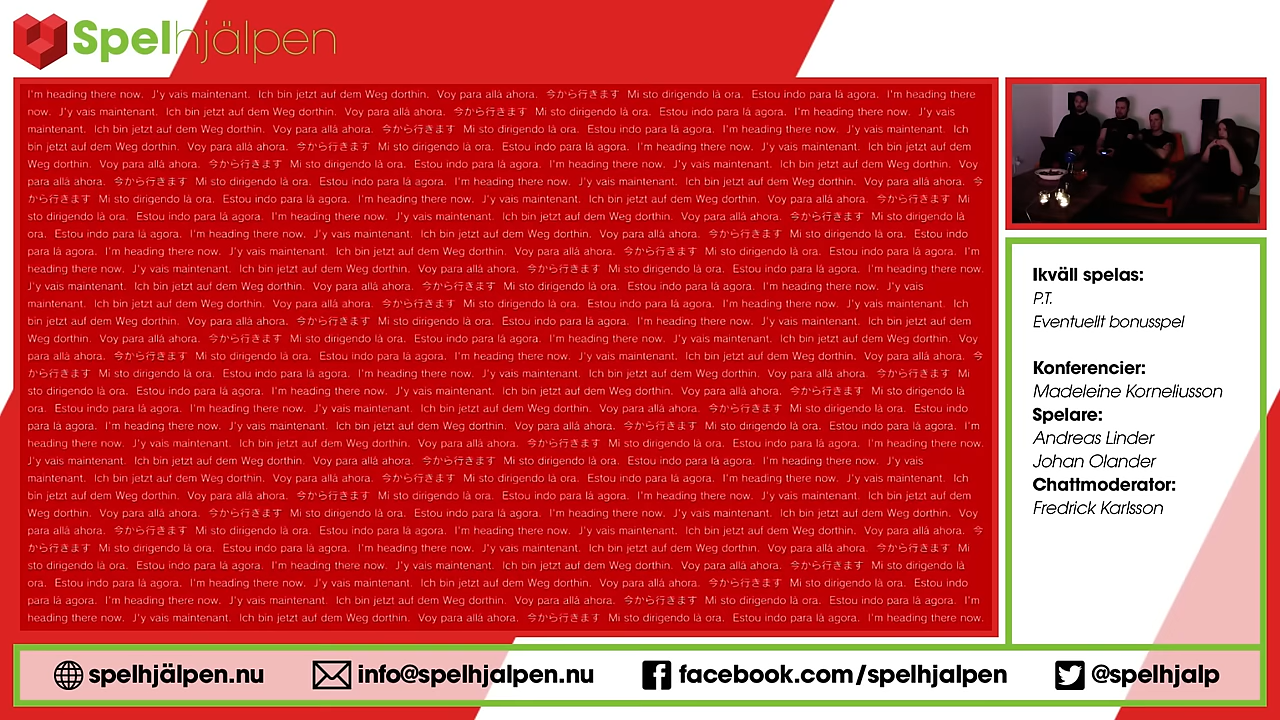 Spelhjälpen
I'm heading there now. J'y vais maintenant. Ich bin jetzt auf dem Weg dorthin. Voy para allá ahora. 今から行きます Mi sto dirigendo là ora. Estou indo para lá agora. I'm heading there
now. J'y vais maintenant. Ich bin jetzt auf dem Weg dorthin. Voy para allá ahora. 今から行きます Mi sto dirigendo là ora. Estou indo para lá agora. I'm heading there now. J'y vais
maintenant. Ich bin jetzt auf dem Weg dorthin. Voy para allá ahora. 今から行きます Mi sto dirigendo là ora. Estou indo para lá agora. I'm heading there now. J'y vais maintenant. Ich
bin jetzt auf dem Weg dorthin. Voy para allá ahora. 今から行きます Mi sto dirigendo là ora. Estou indo para lá agora. I'm heading there now. J'y vais maintenant. Ich bin jetzt auf dem
Weg dorthin. Voy para allá ahora. 今から行きます Mi sto dirigendo là ora. Estou indo para lá agora. I'm heading there now. J'y vais maintenant. Ich bin jetzt auf dem Weg dorthin. Voy
para allá ahora. 今から行きます Mi sto dirigendo là ora. Estou indo para lá agora. I'm heading there now. J'y vais maintenant. Ich bin jetzt auf dem Weg dorthin. Voy para allá ahora. 今
から行きます Mi sto dirigendo là ora. Estou indo para lá agora. I'm heading there now. J'y vais maintenant. Ich bin jetzt auf dem Weg dorthin. Voy para allá ahora. 今から行きます Mi
sto dirigendo là ora. Estou indo para lá agora. I'm heading there now. J'y vais maintenant. Ich bin jetzt auf dem Weg dorthin. Voy para allá ahora. 今から行きます Mi sto dirigendo là
ora. Estou indo para lá agora. I'm heading there now. J'y vais maintenant. Ich bin jetzt auf dem Weg dorthin. Voy para allá ahora. 今から行きます Mi sto dirigendo là ora. Estou indo
para lá agora. I'm heading there now. J'y vais maintenant. Ich bin jetzt auf dem Weg dorthin. Voy para allá ahora. 今から行きます Mi sto dirigendo là ora. Estou indo para lá agora. I'm
heading there now. J'y vais maintenant. Ich bin jetzt auf dem Weg dorthin. Voy para allá ahora. 今から行きます Mi sto dirigendo là ora. Estou indo para lá agora. I'm heading there now.
J'y vais maintenant. Ich bin jetzt auf dem Weg dorthin. Voy para allá ahora. 今から行きます Mi sto dirigendo là ora. Estou indo para lá agora. I'm heading there now. J'y vais
maintenant. Ich bin jetzt auf dem Weg dorthin. Voy para allá ahora. 今から行きます Mi sto dirigendo là ora. Estou indo para lá agora. I'm heading there now. J'y vais maintenant. Ich
bin jetzt auf dem Weg dorthin. Voy para allá ahora. 今から行きます Mi sto dirigendo là ora. Estou indo para lá agora. I'm heading there now. J'y vais maintenant. Ich bin jetzt auf dem
Weg dorthin. Voy para allá ahora. 今から行きます Mi sto dirigendo là ora. Estou indo para lá agora. I'm heading there now. J'y vais maintenant. Ich bin jetzt auf dem Weg dorthin. Voy
para allá ahora. 今から行きます Mi sto dirigendo là ora. Estou indo para lá agora. I'm heading there now. J'y vais maintenant. Ich bin jetzt auf dem Weg dorthin. Voy para allá ahora. 今
から行きます Mi sto dirigendo là ora. Estou indo para lá agora. I'm heading there now. J'y vais maintenant. Ich bin jetzt auf dem Weg dorthin. Voy para allá ahora. 今から行きます Mi
sto dirigendo là ora. Estou indo para lá agora. I'm heading there now. J'y vais maintenant. Ich bin jetzt auf dem Weg dorthin. Voy para allá ahora. 今から行きます Mi sto dirigendo là
ora. Estou indo para lá agora. I'm heading there now. J'y vais maintenant. Ich bin jetzt auf dem Weg dorthin. Voy para allá ahora. 今から行きます Mi sto dirigendo là ora. Estou indo
para lá agora. I'm heading there now. J'y vais maintenant. Ich bin jetzt auf dem Weg dorthin. Voy para allá ahora. 今から行きます Mi sto dirigendo là ora. Estou indo para lá agora. I'm
heading there now. J'y vais maintenant. Ich bin jetzt auf dem Weg dorthin. Voy para allá ahora. 今から行きます Mi sto dirigendo là ora. Estou indo para lá agora. I'm heading there now.
J'y vais maintenant. Ich bin jetzt auf dem Weg dorthin. Voy para allá ahora. 今から行きます Mi sto dirigendo là ora. Estou indo para lá agora. I'm heading there now. J'y vais
maintenant. Ich bin jetzt auf dem Weg dorthin. Voy para allá ahora. 今から行きます Mi sto dirigendo là ora. Estou indo para lá agora. I'm heading there now. J'y vais maintenant. Ich
bin jetzt auf dem Weg dorthin. Voy para allá ahora. 今から行きます Mi sto dirigendo là ora. Estou indo para lá agora. I'm heading there now. J'y vais maintenant. Ich bin jetzt auf dem
Weg dorthin. Voy para allá ahora. 今から行きます Mi sto dirigendo là ora. Estou indo para lá agora. I'm heading there now. J'y vais maintenant. Ich bin jetzt auf dem Weg dorthin. Voy
para allá ahora. 今から行きます Mi sto dirigendo là ora. Estou indo para lá agora. I'm heading there now. J'y vais maintenant. Ich bin jetzt auf dem Weg dorthin. Voy para allá ahora. 今
から行きます Mi sto dirigendo là ora. Estou indo para lá agora. I'm heading there now. J'y vais maintenant. Ich bin jetzt auf dem Weg dorthin. Voy para allá ahora. 今から行きます Mi
sto dirigendo là ora. Estou indo para lá agora. I'm heading there now. J'y vais maintenant. Ich bin jetzt auf dem Weg dorthin. Voy para allá ahora. 今から行きます Mi sto dirigendo là
ora. Estou indo para lá agora. I'm heading there now. J'y vais maintenant. Ich bin jetzt auf dem Weg dorthin. Voy para allá ahora. 今から行きます Mi sto dirigendo là ora. Estou indo
para lá agora. I'm heading there now. J'y vais maintenant. Ich bin jetzt auf dem Weg dorthin. Voy para allá ahora. 今から行きます Mi sto dirigendo là ora. Estou indo para lá agora. I'm
heading there now. J'y vais maintenant. Ich bin jetzt auf dem Weg dorthin. Voy para allá ahora. 今から行きます Mi sto dirigendo là ora. Estou indo para lá agora. I'm heading there now.
Ikväll spelas:
P.T.
Eventuellt bonusspel
Konferencier:
Madeleine Korneliusson
Spelare:
Andreas Linder
Johan Olander
Chattmoderator:
Fredrick Karlsson
spelhjälpen.nu info@spelhjalpen.nu facebook.com/spelhjalpen @spelhjalp